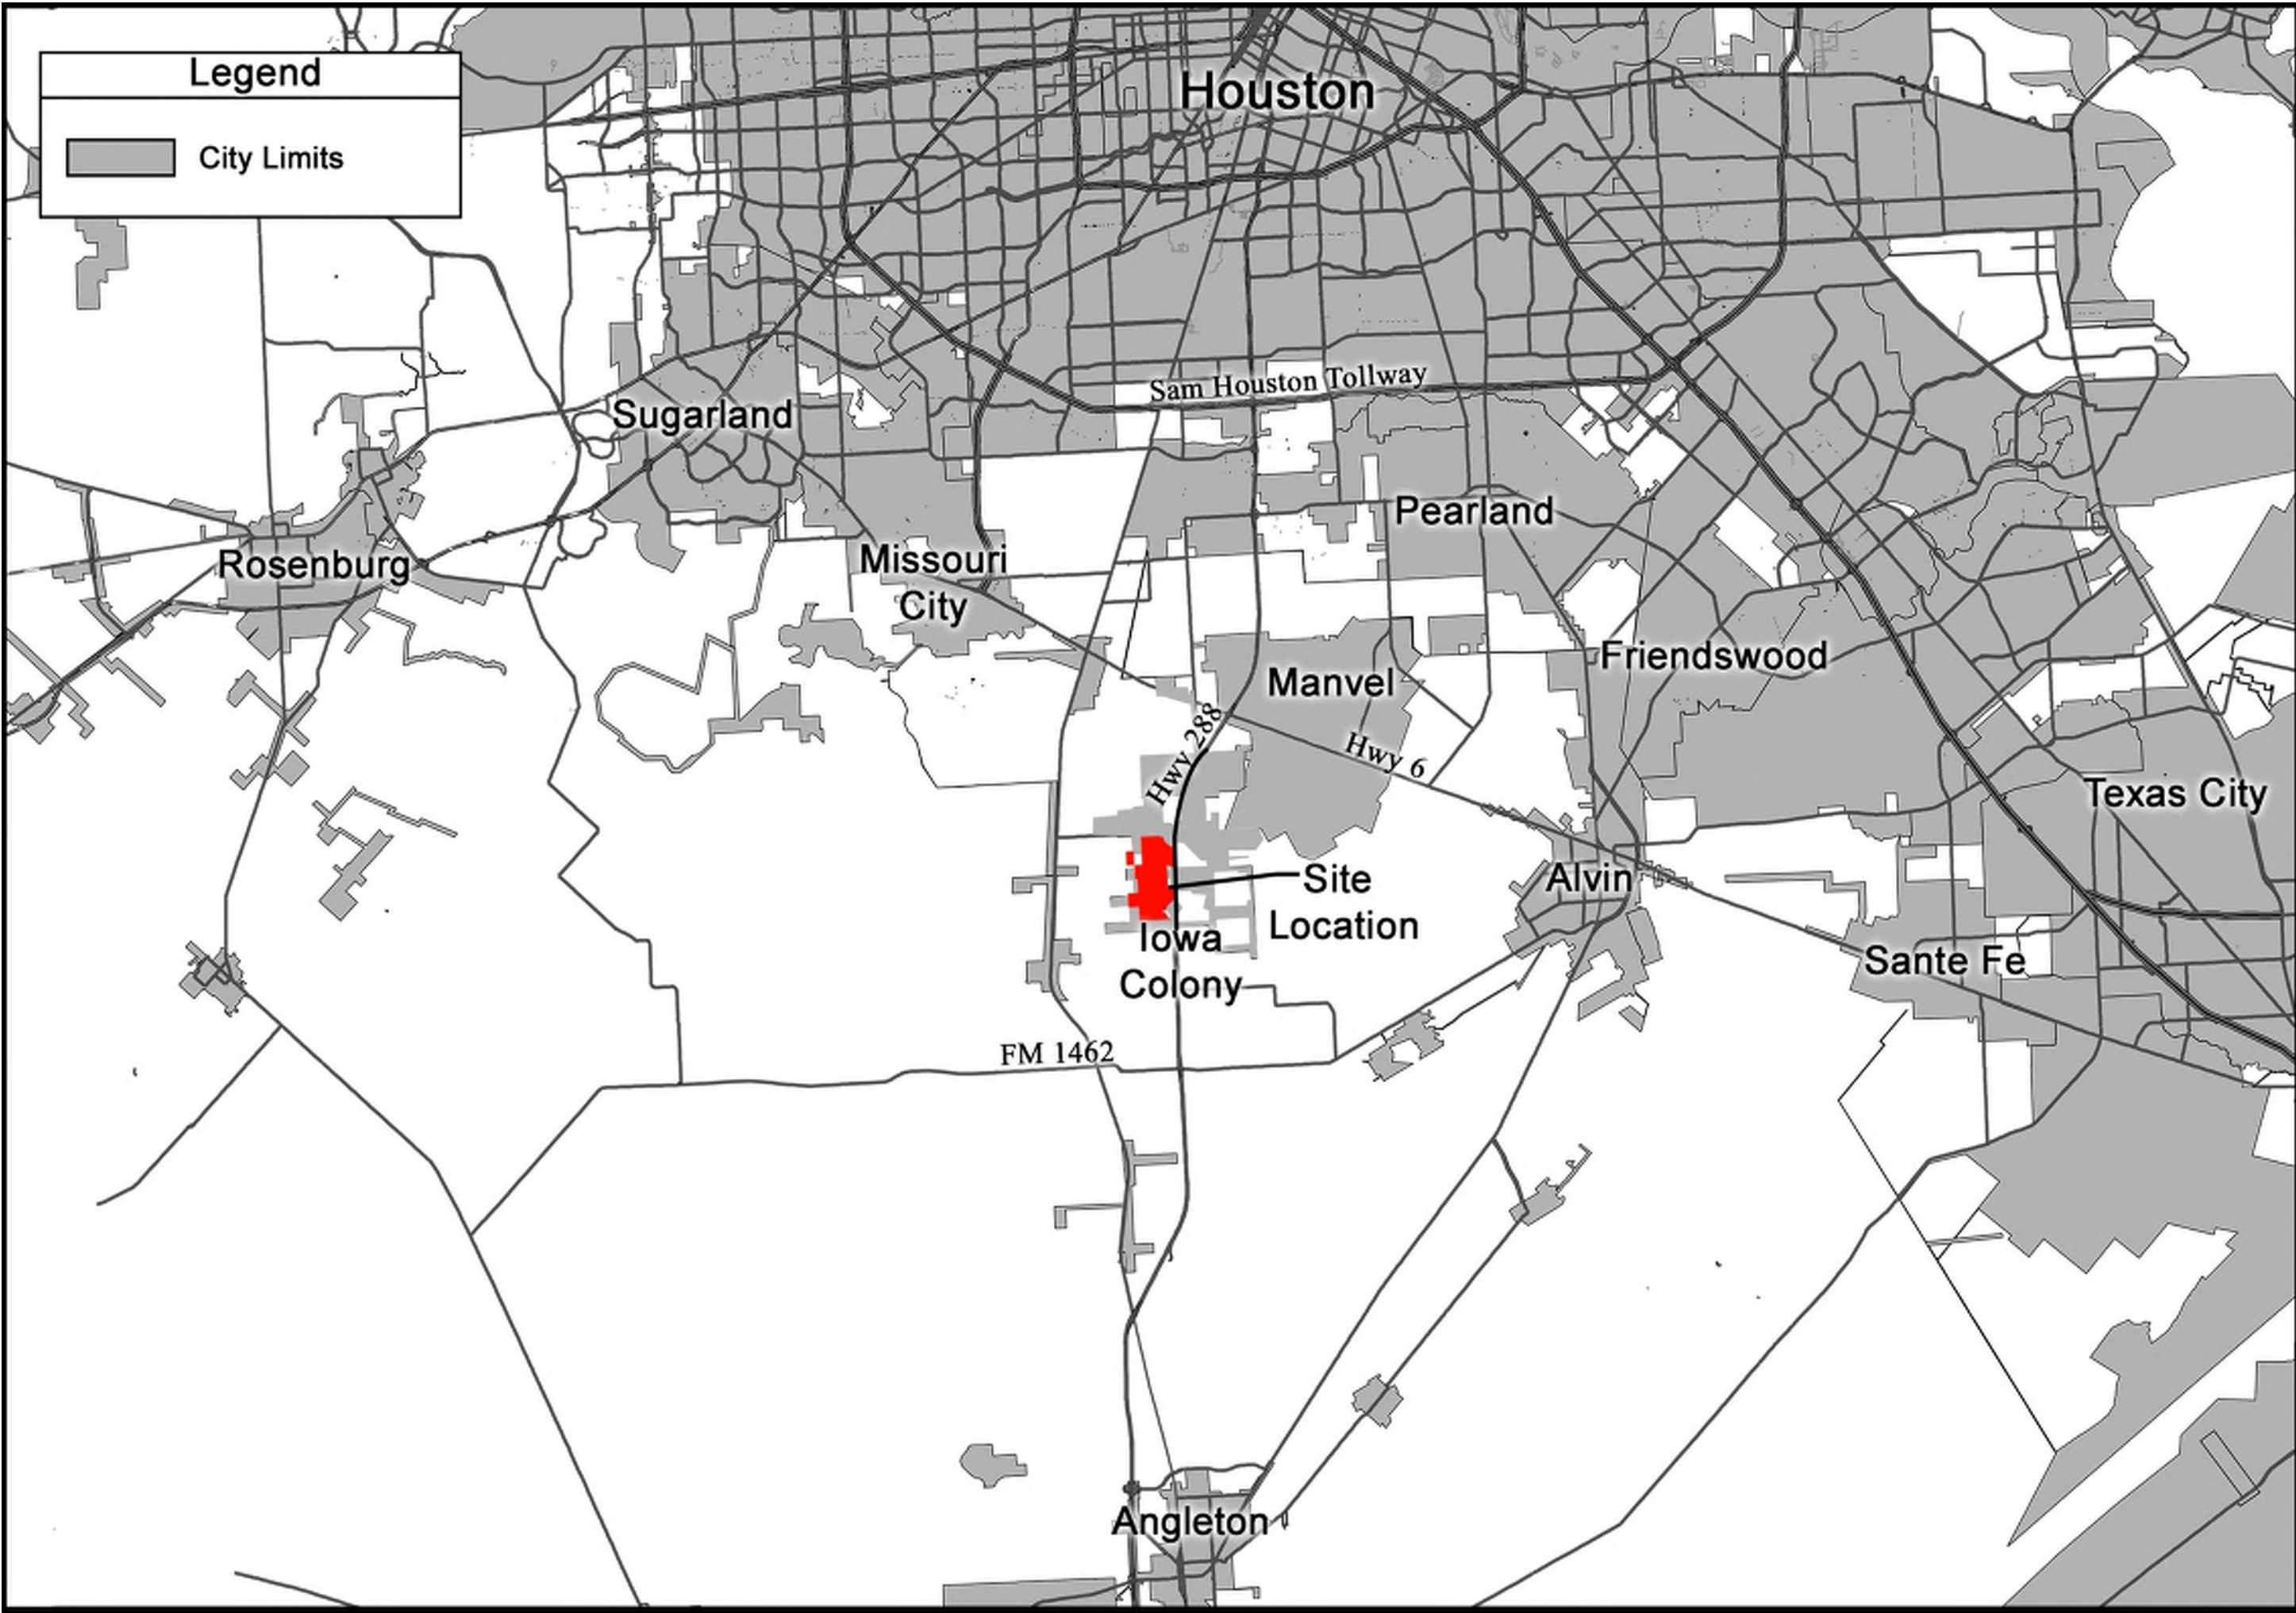 Legend
City Limits
Houston
Sam Houston Tollway
Sugarland
Pearland
Rosenburg
Missouri
City
Friendswood
Manvel
Hwy 288
Hwy 6
Texas City
Site
Location
Alvin
Iowa
Colony
Sante Fe
FM 1462
Angleton